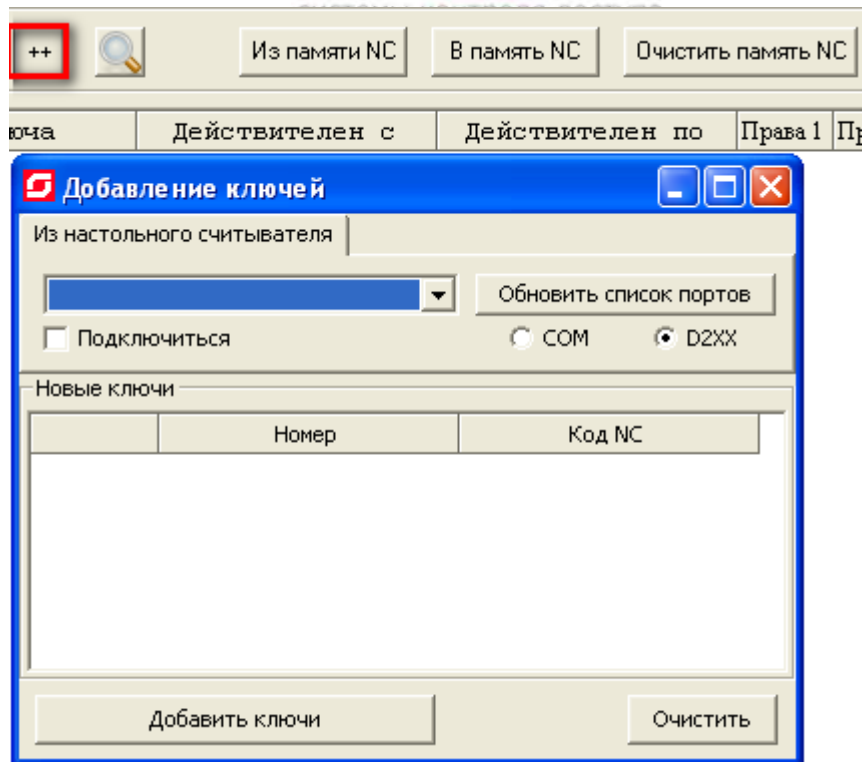 ++ Из памяти NC В память NC Очистить память NC
Действителен с Действителен по Права 1
Добавление ключей
Из настольного считывателя
Обновить список портов
Подключиться COM D2XX
Новые ключи
Номер Код NC
Добавить ключи Очистить